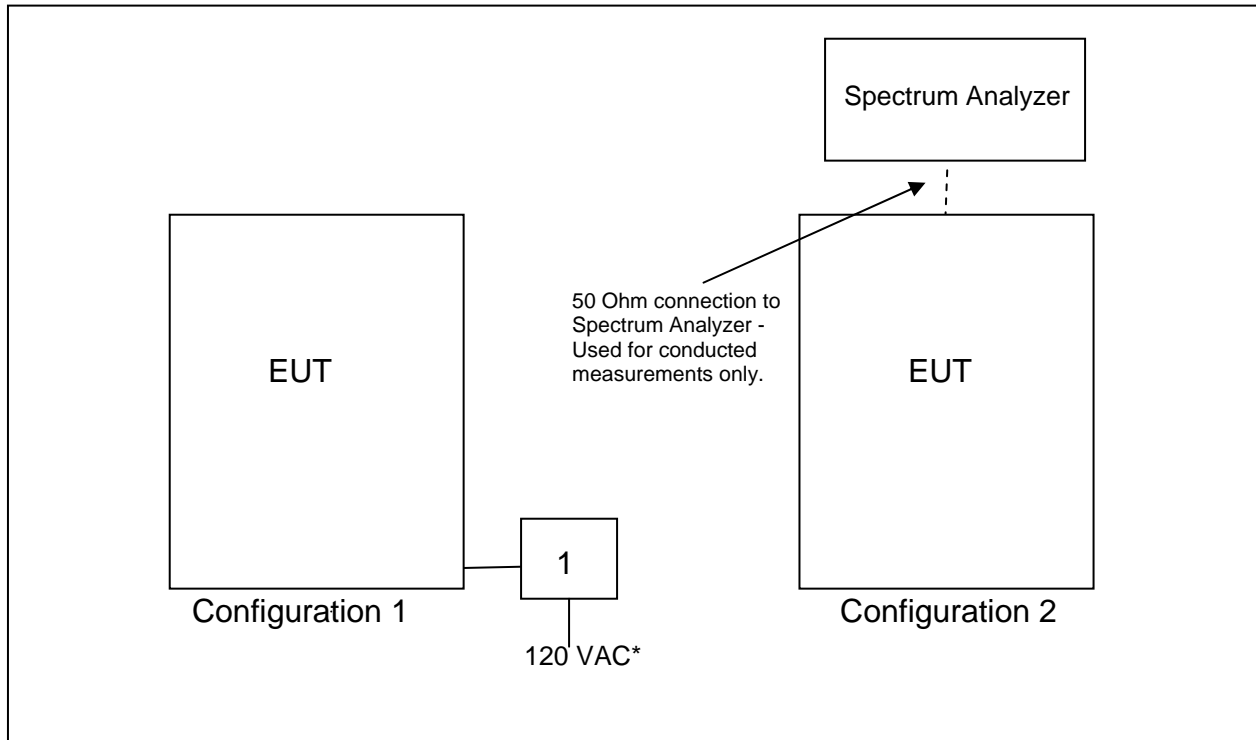 Spectrum Analyzer
50 Ohm connection to
Spectrum Analyzer -
Used for conducted
measurements only.
EUT
EUT
1
Configuration 1
Configuration 2
120 VAC*